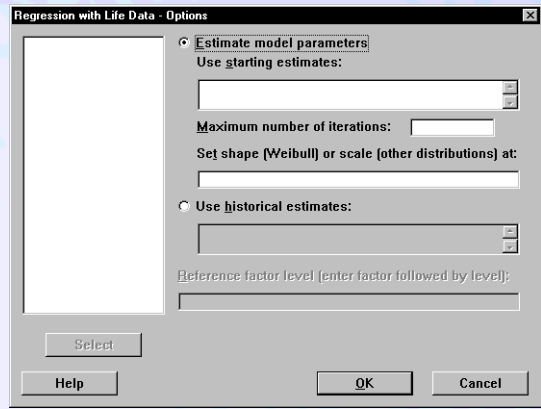 Regression with Life Data - Options
Estimate model parameters
Use starting estimates:
Maximum number of iterations:
Set shape (Weibull) or scale (other distributions) at:
Use historical estimates:
Reference factor level (enter factor followed by level):
Select
Help
OK
Cancel